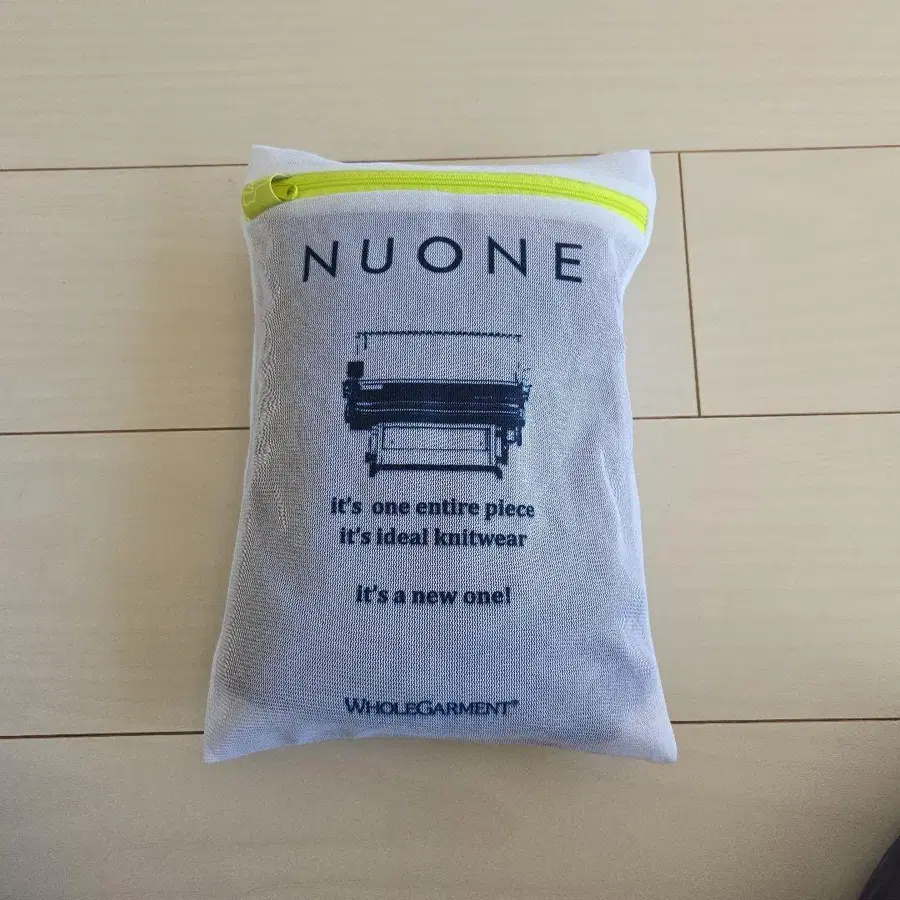 NUONE
it's one entire piece
it's ideal knitwear
it's a new one!
WHOLEGARMENT®